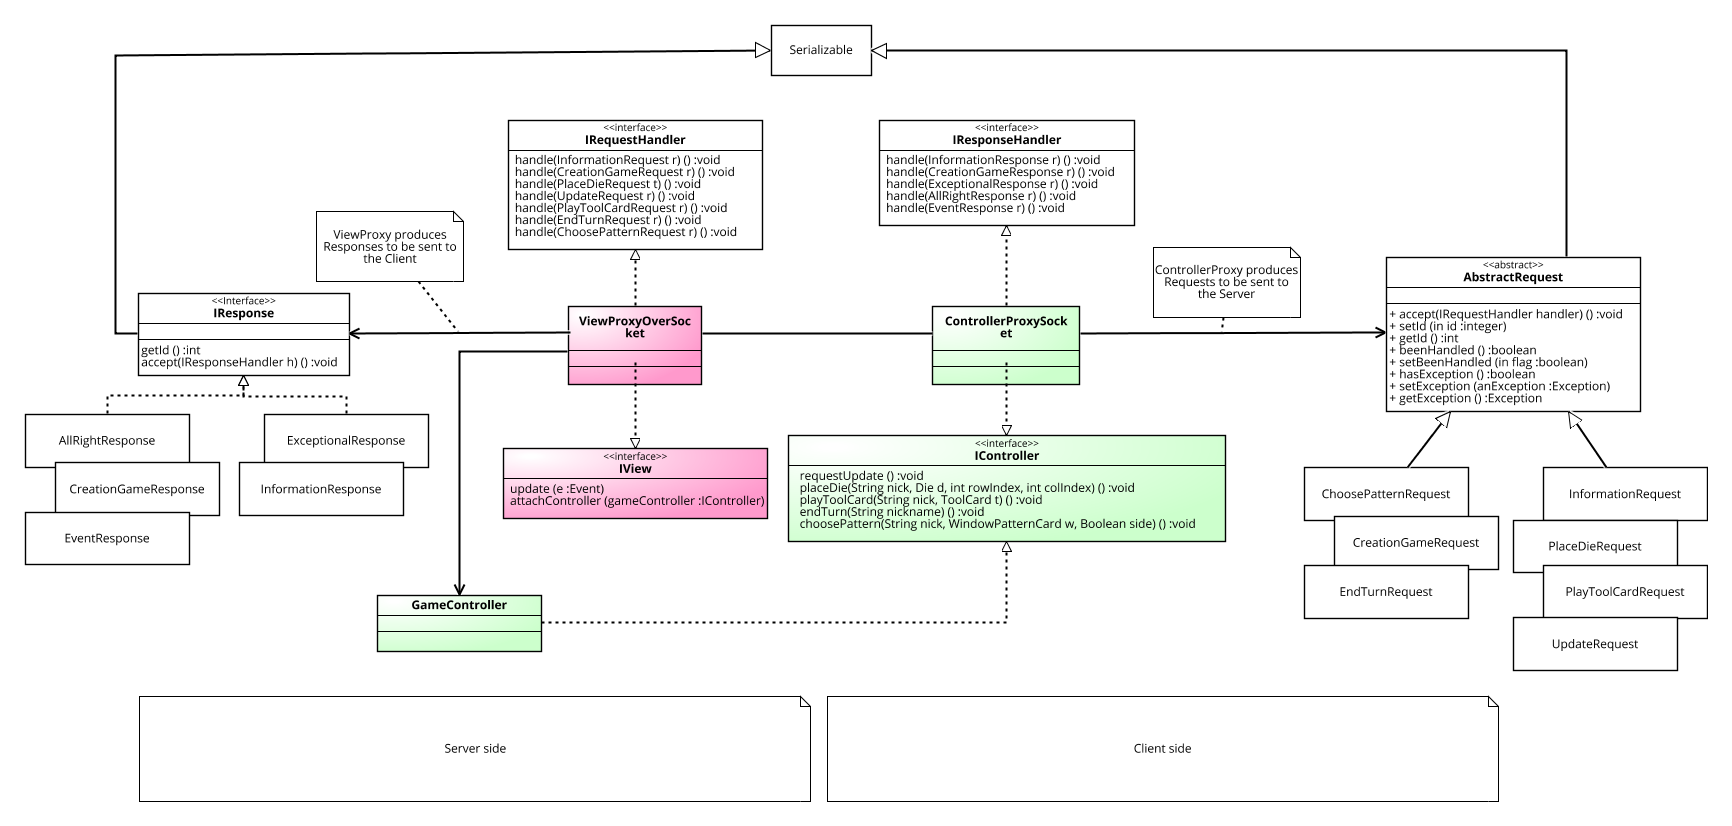 Serializable
<<interface>>
IRequestHandler
handle(InformationRequest r) () :void
handle(CreationGameRequest r) () :void
handle(PlaceDieRequest t) () :void
handle(UpdateRequest r) () :void
handle(PlayToolCardRequest r) () :void
handle(EndTurnRequest r) () :void
handle(ChoosePatternRequest r) () :void
<<interface>>
IResponseHandler
handle(InformationResponse r) () :void
handle(CreationGameResponse r) () :void
handle(ExceptionalResponse r) () :void
handle(AllRightResponse r) () :void
handle(EventResponse r) () :void
ViewProxy produces
Responses to be sent to
the Client
ControllerProxy produces
Requests to be sent to
the Server
<<Interface>>
IResponse
getId () :int
accept(IResponseHandler h) () :void
ViewProxyOverSoc
ket
ControllerProxySock
et
<<abstract>>
AbstractRequest
+ accept(IRequestHandler handler) () :void
+ setId (in id :integer)
+ getId () :int
+ beenHandled () :boolean
+ setBeenHandled (in flag :boolean)
+ hasException () :boolean
+ setException (anException :Exception)
+ getException () :Exception
AllRightResponse
CreationGameResponse
EventResponse
ExceptionalResponse
InformationResponse
<<interface>>
IView
update (e :Event)
attachController (gameController :IController)
<<interface>>
IController
requestUpdate () :void
placeDie(String nick, Die d, int rowIndex, int colIndex) () :void
playToolCard(String nick, ToolCard t) () :void
endTurn(String nickname) () :void
choosePattern(String nick, WindowPatternCard w, Boolean side) () :void
ChoosePatternRequest
CreationGameRequest
EndTurnRequest
InformationRequest
PlaceDieRequest
PlayToolCardRequest
UpdateRequest
GameController
Server side
Client side